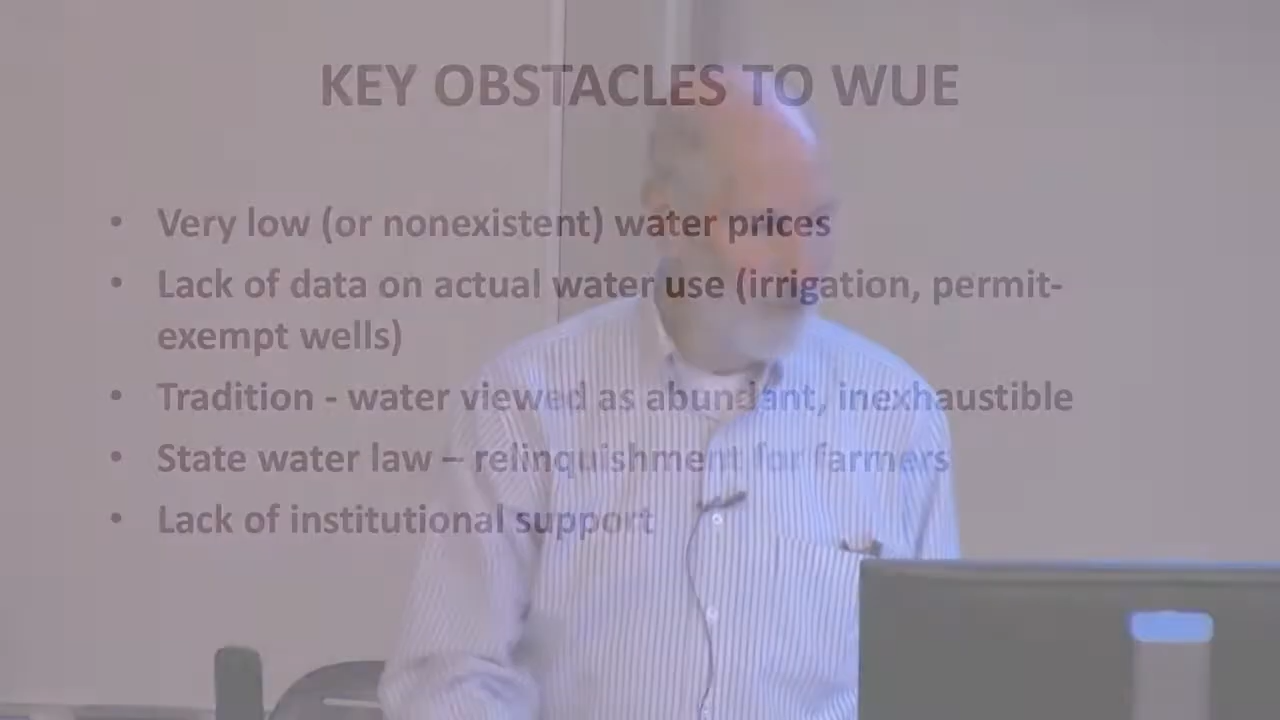 KEY OBSTACLES TO WUE
• Very low (or nonexistent) water prices
• Lack of data on actual water use (irrigation, permit-
exempt wells)
• Tradition - water viewed as abundant, inexhaustible
• State water law – relinquishment for farmers
• Lack of institutional support